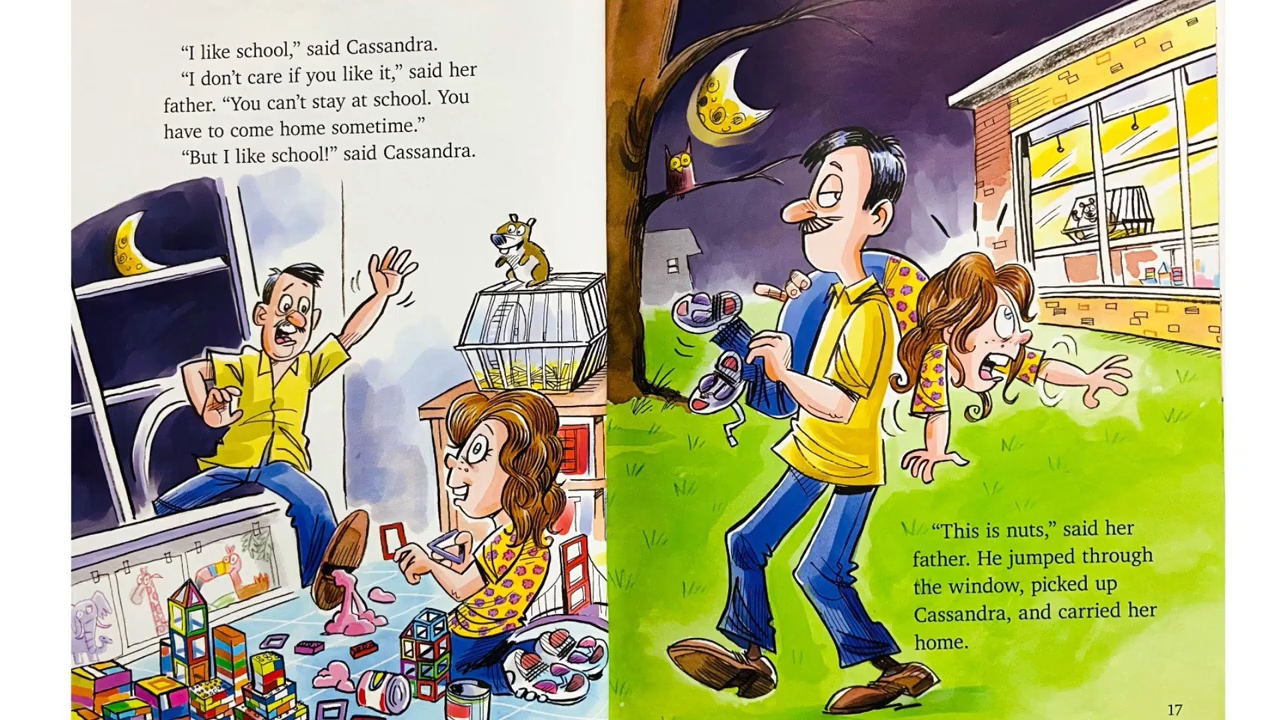 “I like school,” said Cassandra.
“I don’t care if you like it,” said her
father. “You can’t stay at school. You
have to come home sometime.”
“But I like school!” said Cassandra.
“This is nuts,” said her
father. He jumped through
the window, picked up
Cassandra, and carried her
home.
17